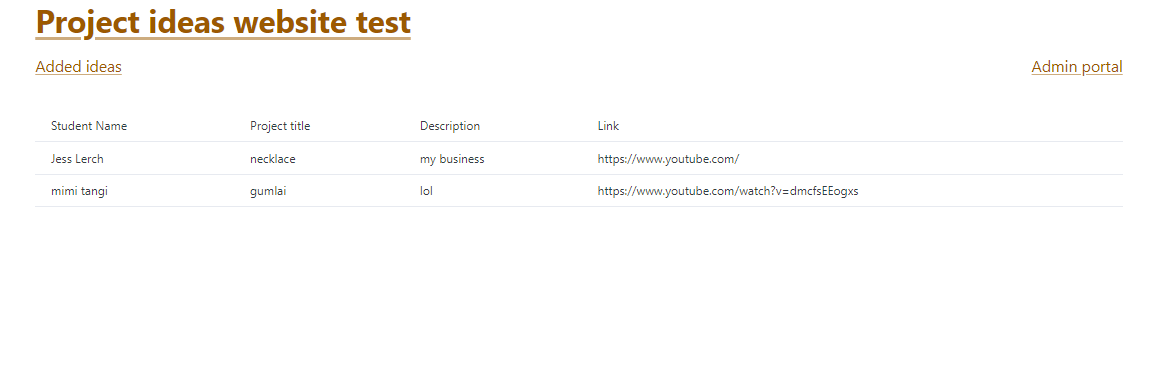 Project ideas website test
Added ideas Admin portal
Student Name Project title Description Link
Jess Lerch necklace my business https://www.youtube.com/
mimi tangi gumlai lol https://www.youtube.com/watch?v=dmcfsEEogxs